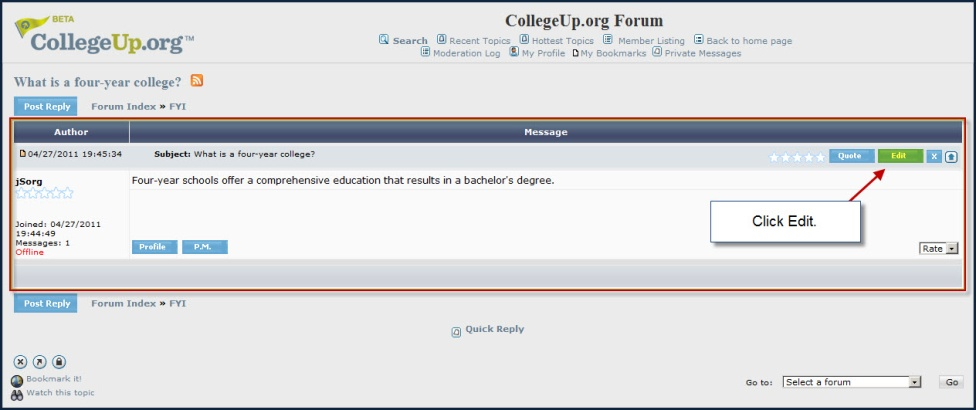 BETA
CollegeUp.org™
CollegeUp.org Forum
Search Recent Topics Hottest Topics Member Listing Back to home page
Moderation Log My Profile My Bookmarks Private Messages
What is a four-year college?
Post Reply Forum Index » FYI
Author Message
04/27/2011 19:45:34 Subject: What is a four-year college? Quote Edit X
jSorg Four-year schools offer a comprehensive education that results in a bachelor's degree.
Click Edit.
Joined: 04/27/2011
19:44:49
Messages: 1
Offline
Profile P.M. Rate
Post Reply Forum Index » FYI
Quick Reply
Bookmark it!
Watch this topic
Go to: Select a forum Go